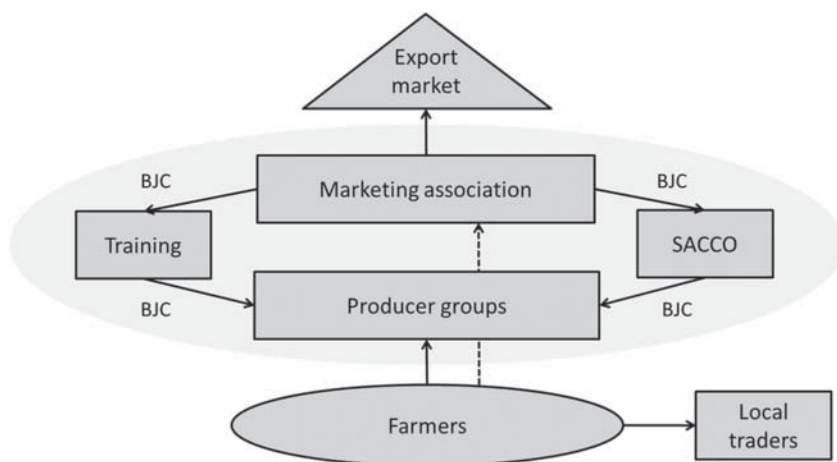 Export
market
BJC
Marketing association
BJC
Training
SACCO
BJC
Producer groups
BJC
Farmers
Local
traders